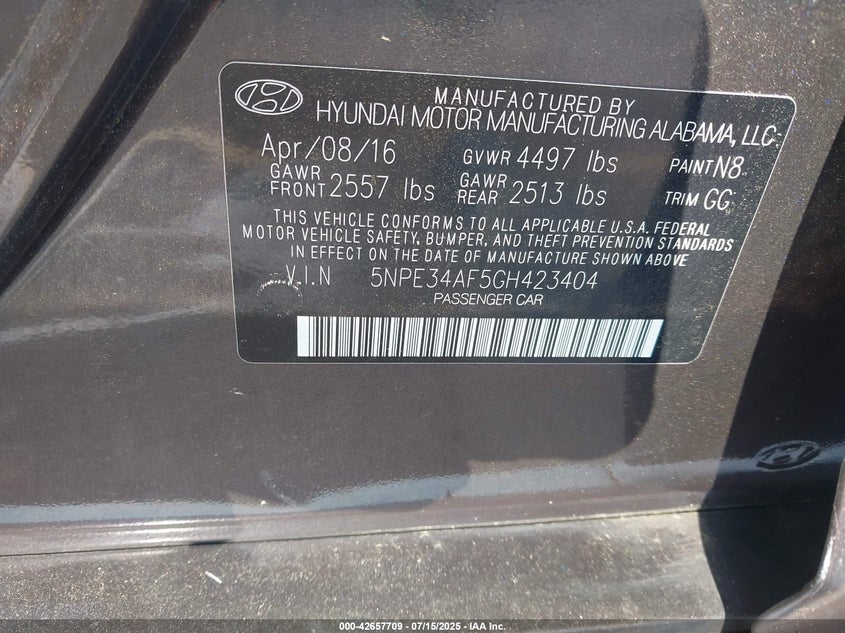 MANUFACTURED BY
HYUNDAI MOTOR MANUFACTURING ALABAMA, LLC
Apr/08/16 GVWR 4497 lbs PAINT N8
GAWR FRONT 2557 lbs GAWR REAR 2513 lbs TRIM GG
THIS VEHICLE CONFORMS TO ALL APPLICABLE U.S.A. FEDERAL
MOTOR VEHICLE SAFETY, BUMPER, AND THEFT PREVENTION STANDARDS
IN EFFECT ON THE DATE OF MANUFACTURE SHOWN ABOVE
V.I.N 5NPE34AF5GH423404
PASSENGER CAR
000-42657709 - 07/15/2025 - IAA Inc.